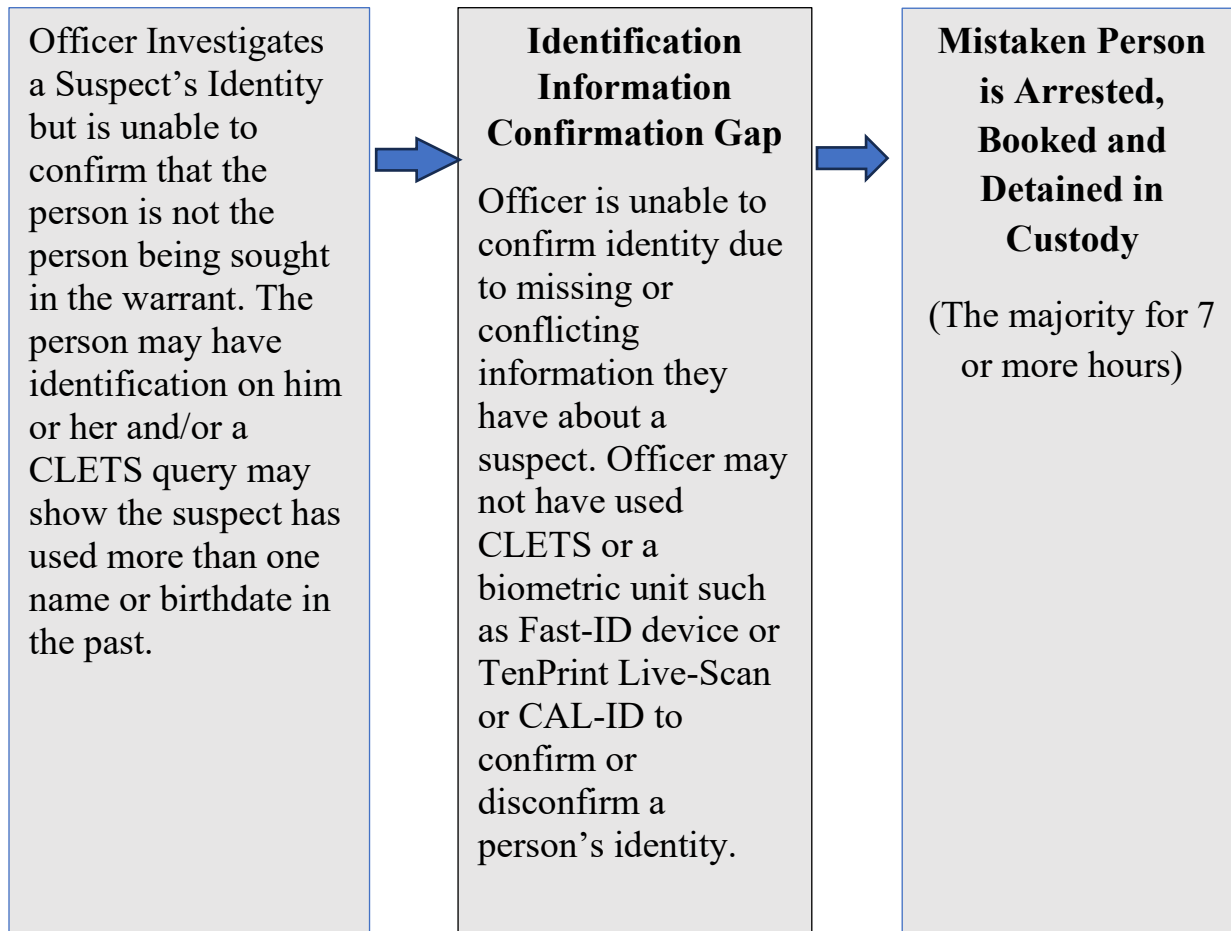 Officer Investigates
a Suspect’s Identity
but is unable to
confirm that the
person is not the
person being sought
in the warrant. The
person may have
identification on him
or her and/or a
CLETS query may
show the suspect has
used more than one
name or birthdate in
the past.
Identification
Information
Confirmation Gap
Officer is unable to
confirm identity due
to missing or
conflicting
information they
have about a
suspect. Officer may
not have used
CLETS or a
biometric unit such
as Fast-ID device or
TenPrint Live-Scan
or CAL-ID to
confirm or
disconfirm a
person’s identity.
Mistaken Person
is Arrested,
Booked and
Detained in
Custody
(The majority for 7
or more hours)